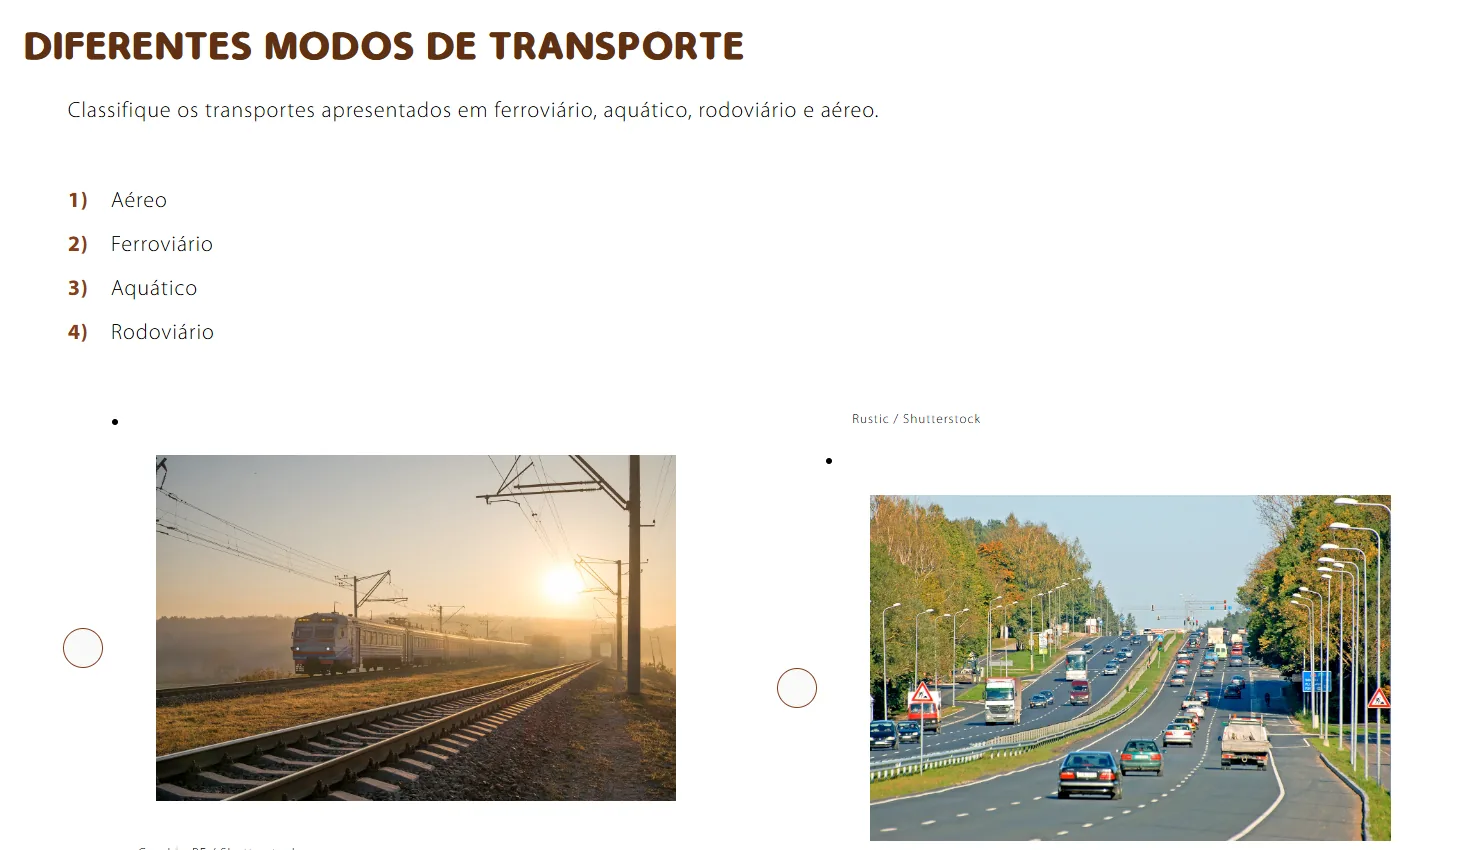 DIFERENTES MODOS DE TRANSPORTE
Classifique os transportes apresentados em ferroviário, aquático, rodoviário e aéreo.
1) Aéreo
2) Ferroviário
3) Aquático
4) Rodoviário
Rustic / Shutterstock